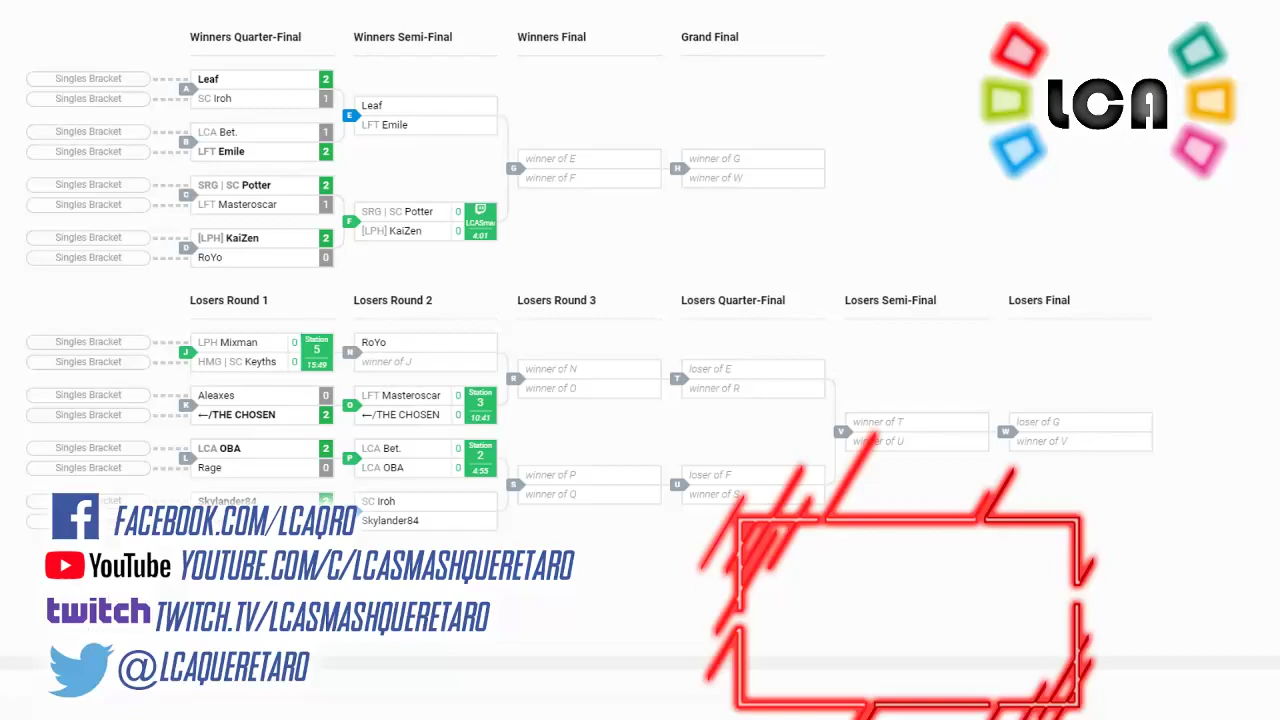 Winners Quarter-Final Winners Semi-Final Winners Final Grand Final
Singles Bracket A Leaf 2
Singles Bracket SC Iroh 1
E Leaf
LFT Emile
Singles Bracket B LCA Bet. 1
Singles Bracket LFT Emile 2
G winner of E
winner of F
H winner of G
winner of W
Singles Bracket C SRG | SC Potter 2
Singles Bracket LFT Masteroscar 1
F SRG | SC Potter 0
[LPH] KaiZen 0
4:01
Singles Bracket D [LPH] KaiZen 2
Singles Bracket RoYo 0
LCA
Losers Round 1 Losers Round 2 Losers Round 3 Losers Quarter-Final Losers Semi-Final Losers Final
Singles Bracket J LPH Mixman 0
Singles Bracket HMG | SC Keyths 0
Station
5
15:49
N RoYo
winner of J
R winner of N
winner of O
T loser of E
winner of R
Singles Bracket K Aleaxes 0
Singles Bracket ←/THE CHOSEN 2
O LFT Masteroscar 0
←/THE CHOSEN 0
Station
3
10:41
V winner of T
winner of U
W loser of G
winner of V
Singles Bracket L LCA OBA 2
Singles Bracket Rage 0
P LCA Bet. 0
LCA OBA 0
Station
2
4:55
S winner of P
winner of Q
U loser of F
winner of S
Skylander84 2
SC Iroh
Skylander84
FACEBOOK.COM/LCAQRO
YouTube YOUTUBE.COM/C/LCASMASHQUERETARO
twitch TWITCH.TV/LCASMASHQUERETARO
@LCAQUERETARO